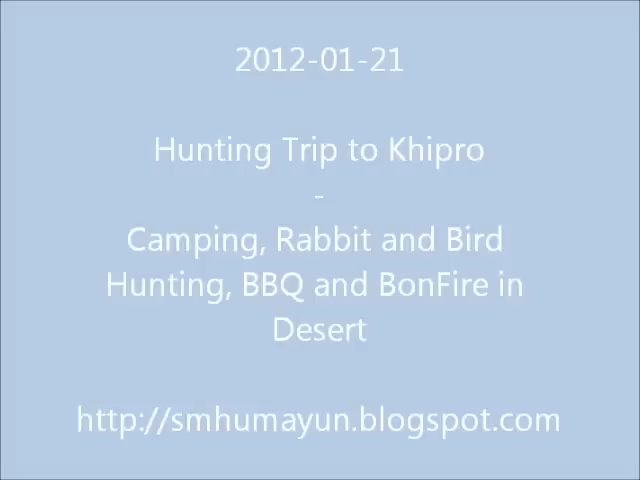 2012-01-21
Hunting Trip to Khipro
-
Camping, Rabbit and Bird
Hunting, BBQ and BonFire in
Desert
http://smhumayun.blogspot.com